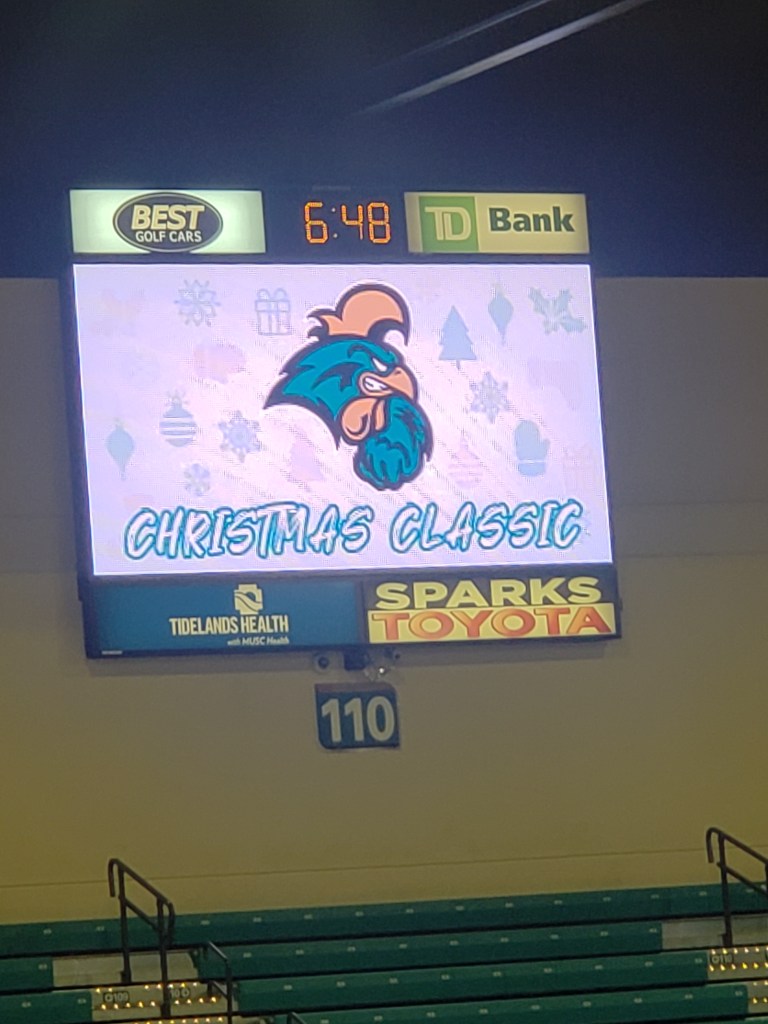 BEST
GOLF CARS
6:48
TD Bank
CHRISTMAS CLASSIC
TIDELANDS HEALTH
with MUSC Health
SPARKS
TOYOTA
110